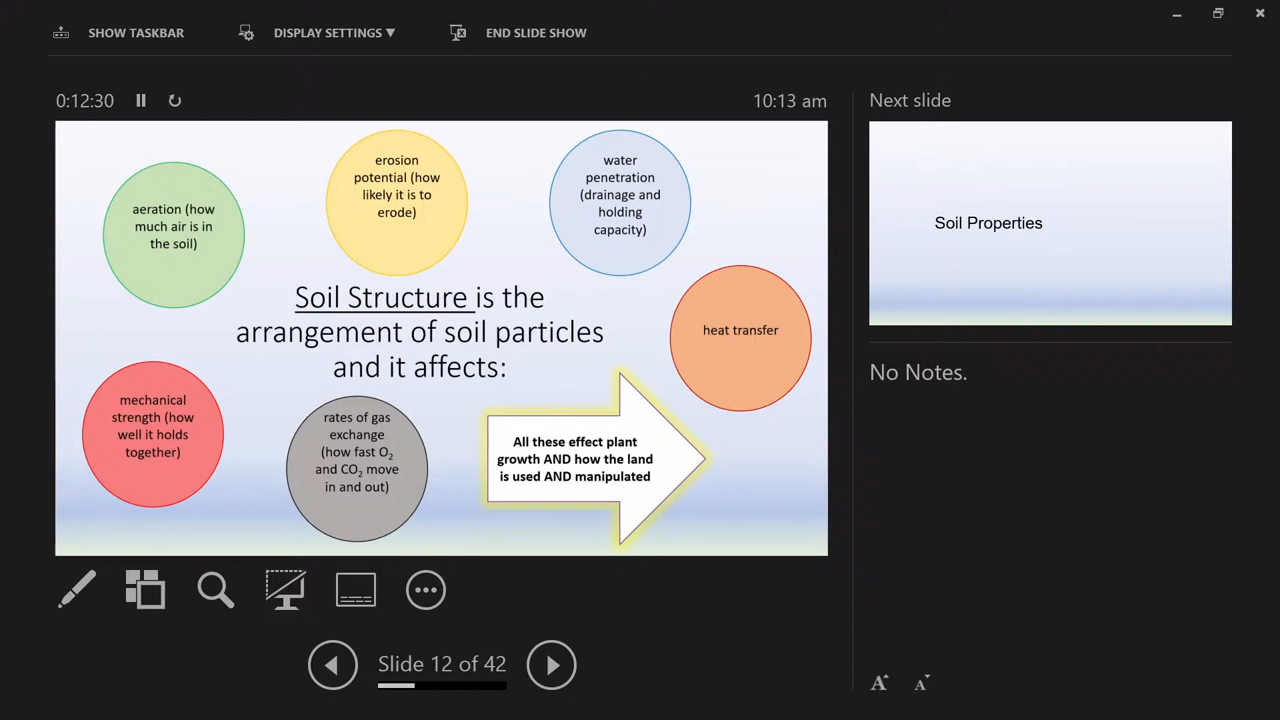 SHOW TASKBAR
DISPLAY SETTINGS ▼
END SLIDE SHOW
0:12:30
10:13 am
aeration (how
much air is in
the soil)
erosion
potential (how
likely it is to
erode)
water
penetration
(drainage and
holding
capacity)
Soil Structure is the
arrangement of soil particles
and it affects:
heat transfer
mechanical
strength (how
well it holds
together)
rates of gas
exchange
(how fast O₂
and CO₂ move
in and out)
All these effect plant
growth AND how the land
is used AND manipulated
Slide 12 of 42
Next slide
Soil Properties
No Notes.
A
A